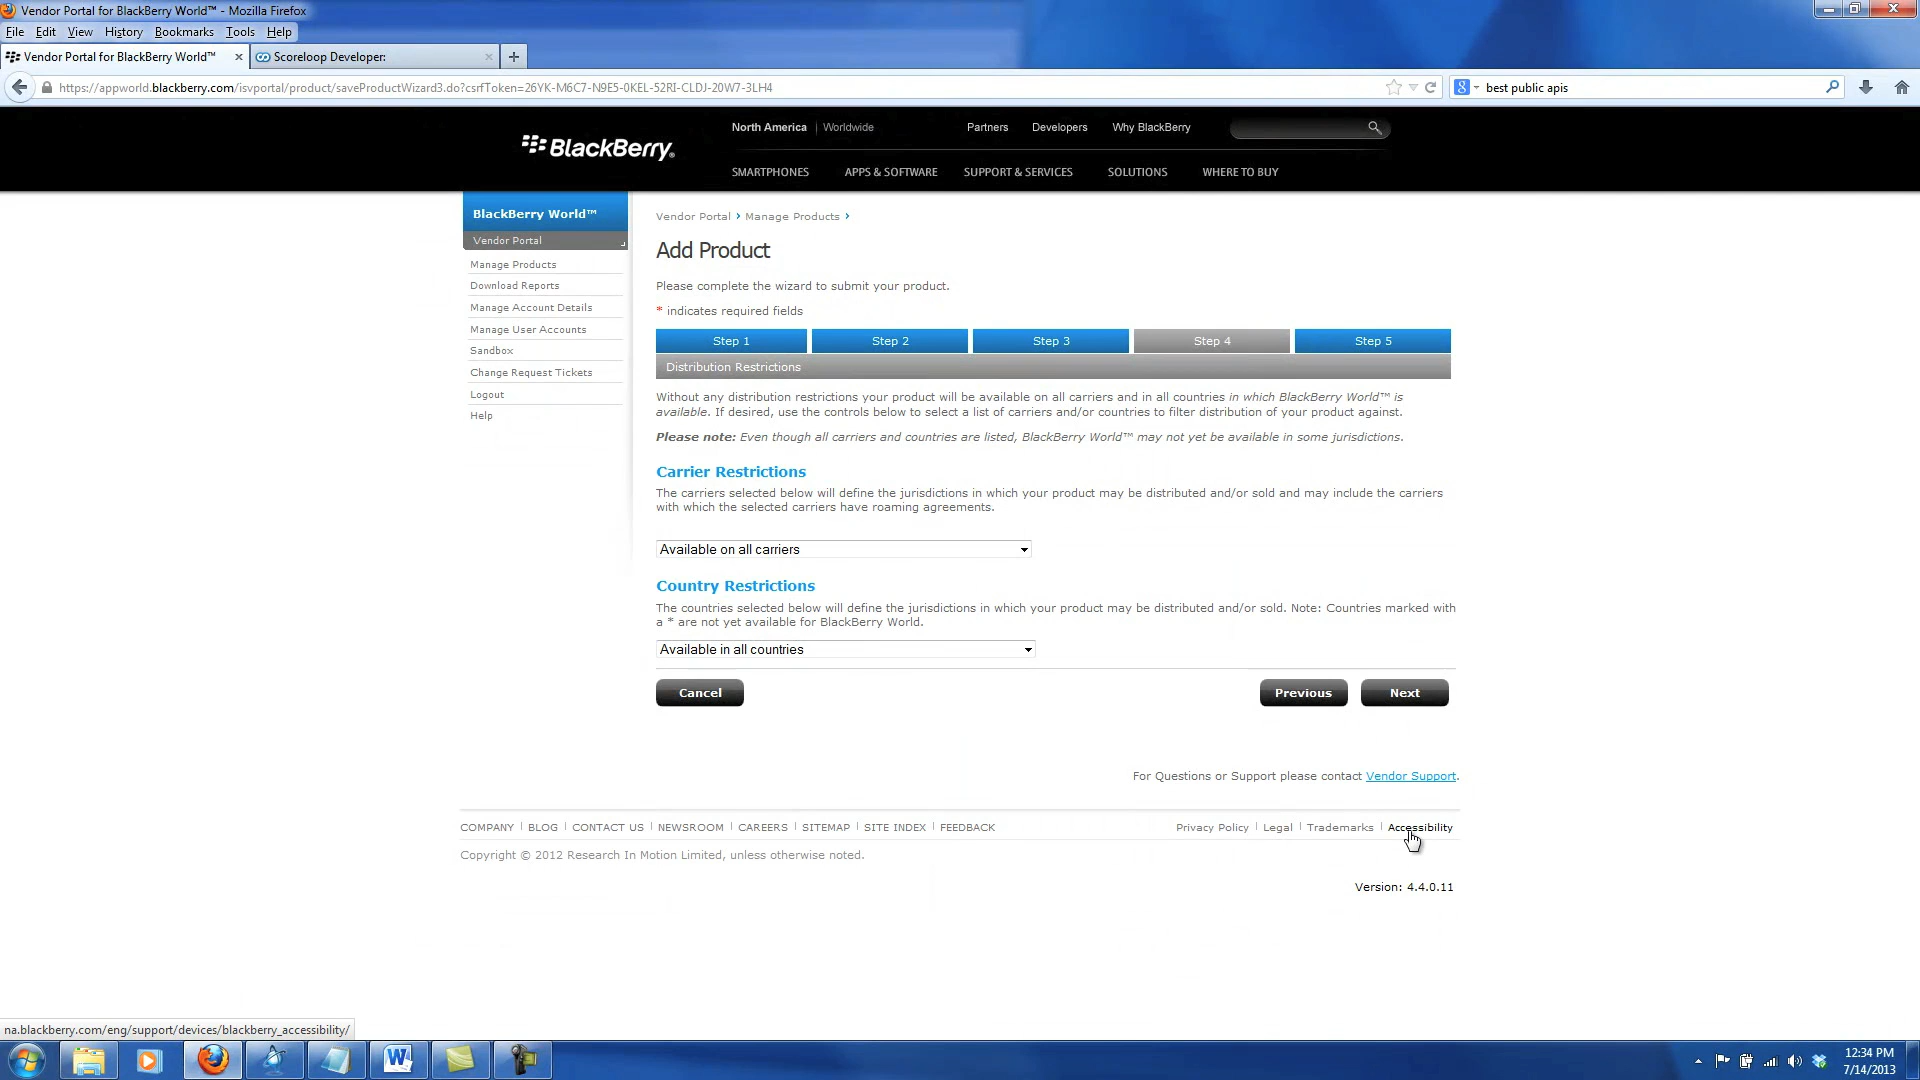 Vendor Portal for BlackBerry World™ - Mozilla Firefox
File Edit View History Bookmarks Tools Help
Vendor Portal for BlackBerry World™ × Scoreloop Developer: × +
https://appworld.blackberry.com/isvportal/product/saveProductWizard3.do?csrfToken=26YK-M6C7-N9E5-0KEL-52RI-CLDJ-20W7-3LH4 best public apis
North America Worldwide Partners Developers Why BlackBerry
BlackBerry®
SMARTPHONES APPS & SOFTWARE SUPPORT & SERVICES SOLUTIONS WHERE TO BUY
BlackBerry World™
Vendor Portal
Manage Products
Download Reports
Manage Account Details
Manage User Accounts
Sandbox
Change Request Tickets
Logout
Help
Vendor Portal › Manage Products ›
Add Product
Please complete the wizard to submit your product.
* indicates required fields
Step 1 Step 2 Step 3 Step 4 Step 5
Distribution Restrictions
Without any distribution restrictions your product will be available on all carriers and in all countries in which BlackBerry World™ is
available. If desired, use the controls below to select a list of carriers and/or countries to filter distribution of your product against.
Please note: Even though all carriers and countries are listed, BlackBerry World™ may not yet be available in some jurisdictions.
Carrier Restrictions
The carriers selected below will define the jurisdictions in which your product may be distributed and/or sold and may include the carriers
with which the selected carriers have roaming agreements.
Available on all carriers
Country Restrictions
The countries selected below will define the jurisdictions in which your product may be distributed and/or sold. Note: Countries marked with
a * are not yet available for BlackBerry World.
Available in all countries
Cancel Previous Next
For Questions or Support please contact Vendor Support.
COMPANY BLOG CONTACT US NEWSROOM CAREERS SITEMAP SITE INDEX FEEDBACK Privacy Policy Legal Trademarks Accessibility
Copyright © 2012 Research In Motion Limited, unless otherwise noted.
Version: 4.4.0.11
na.blackberry.com/eng/support/devices/blackberry_accessibility/
12:34 PM
7/14/2013